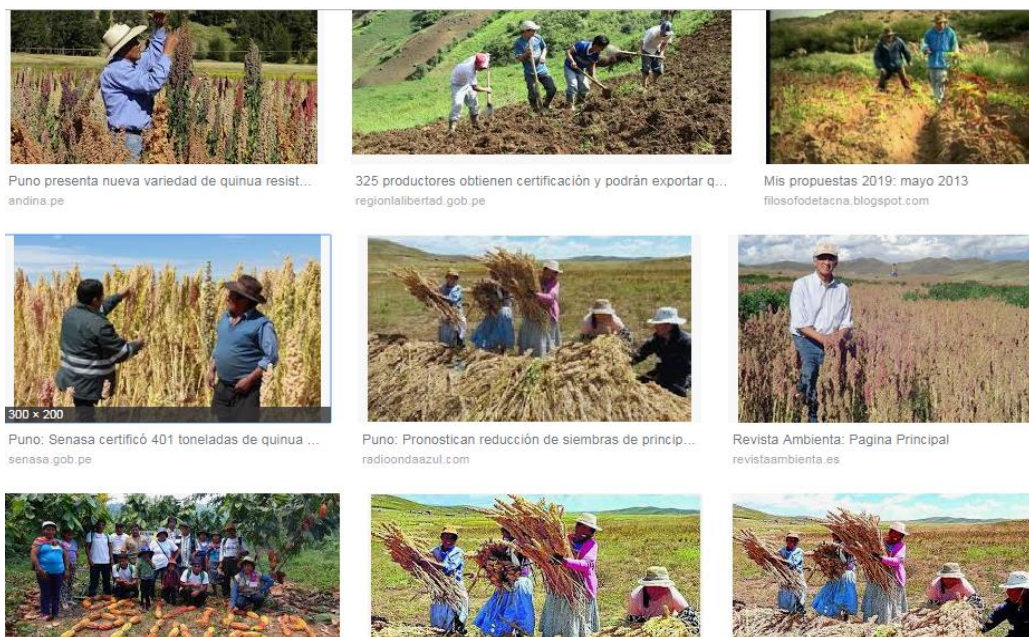 Puno presenta nueva variedad de quinua resist...
andina.pe
325 productores obtienen certificación y podrán exportar q...
regionlalibertad.gob.pe
Mis propuestas 2019: mayo 2013
filosofodetacna.blogspot.com
300 × 200
Puno: Senasa certificó 401 toneladas de quinua ...
senasa.gob.pe
Puno: Pronostican reducción de siembras de princip...
radioondaazul.com
Revista Ambienta: Pagina Principal
revistaambienta.es